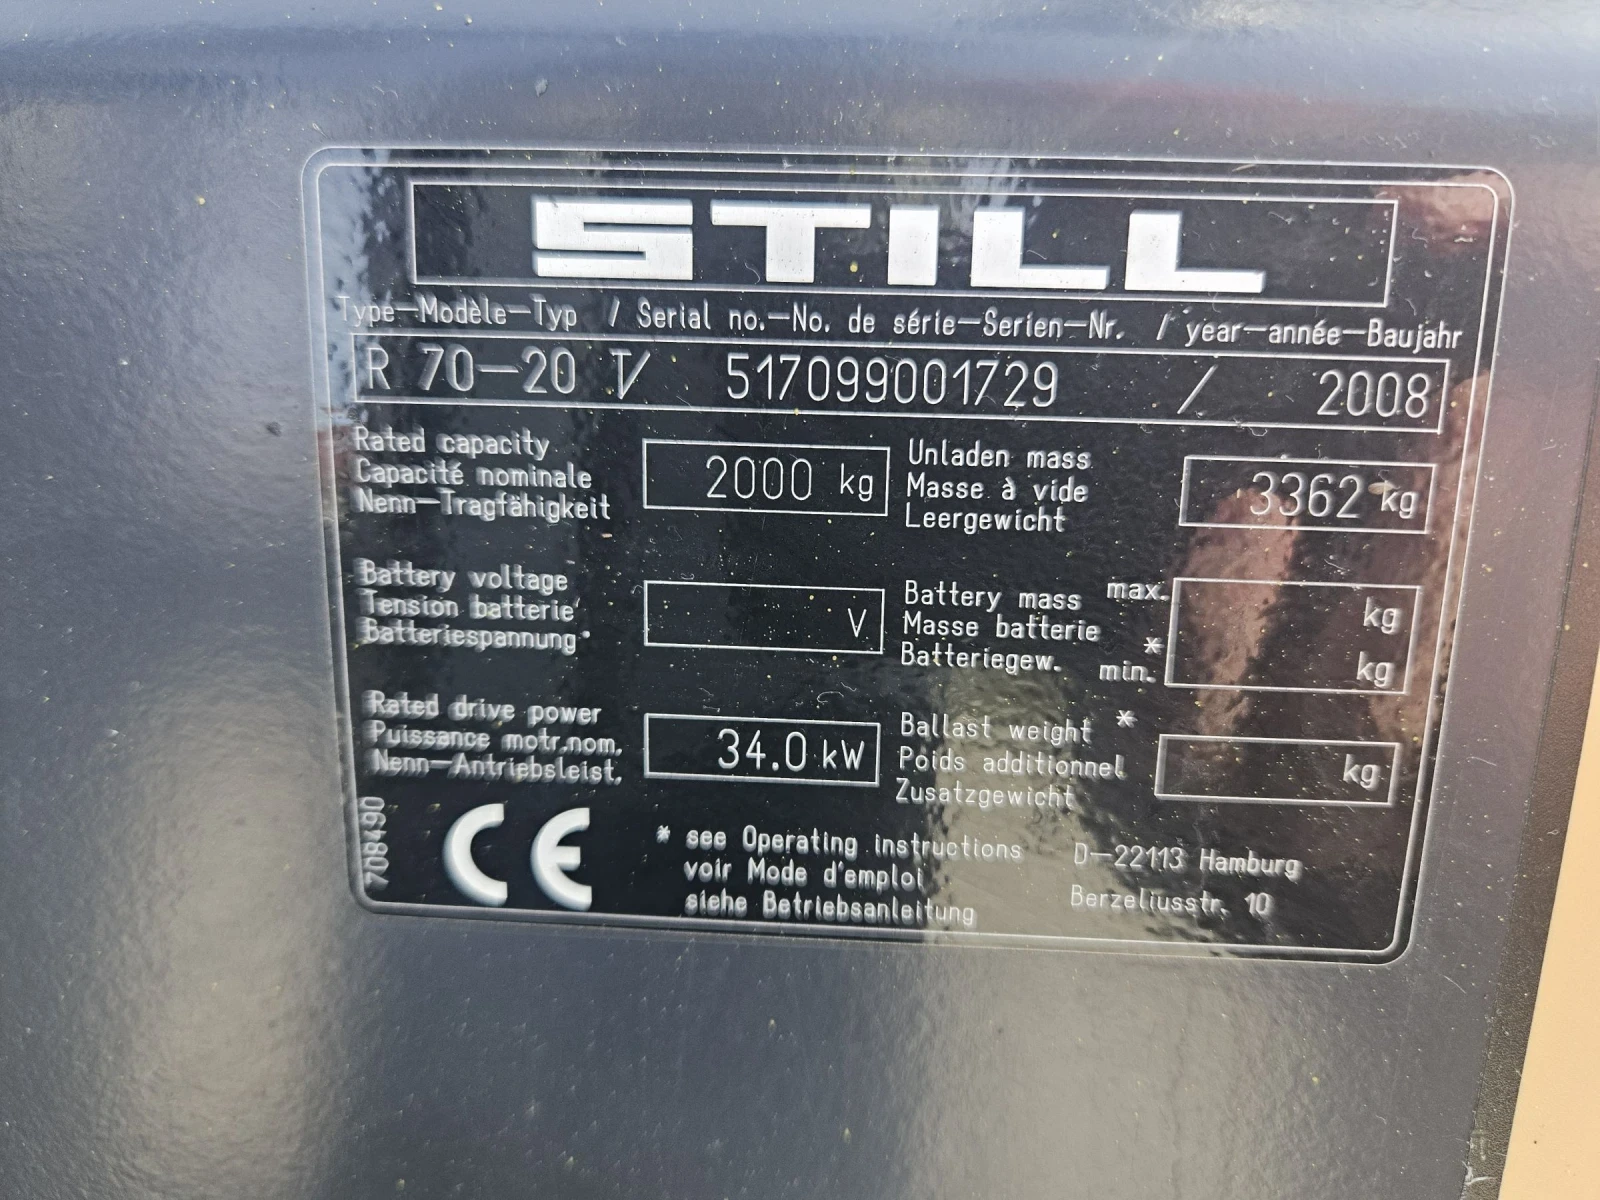 STILL
Type-Modèle-Typ / Serial no.-No. de série-Serien-Nr. / year-année-Baujahr
R 70-20 T/ 517099001729 / 2008
Rated capacity
Capacité nominale
Nenn-Tragfähigkeit
2000 kg
Unladen mass
Masse à vide
Leergewicht
3362 kg
Battery voltage
Tension batterie
Batteriespannung
V
Battery mass max.
Masse batterie *
Batteriegew. min.
kg
kg
Rated drive power
Puissance motr.nom.
Nenn-Antriebsleist.
34.0 kW
Ballast weight *
Poids additionnel
Zusatzgewicht
kg
708490
CE
* see Operating instructions
voir Mode d'emploi
siehe Betriebsanleitung
D-22113 Hamburg
Berzeliusstr. 10